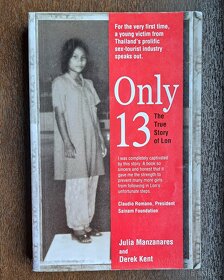 For the very first time,
a young victim from
Thailand's prolific
sex-tourist industry
speaks out.
Only
13
The
True
Story
of Lon
I was completely captivated
by this story. A book so
sincere and honest that it
gave me the strength to
prevent many more girls
from following in Lon's
unfortunate steps.
Claudio Romano, President
Saisam Foundation
Julia Manzanares
and
Derek Kent